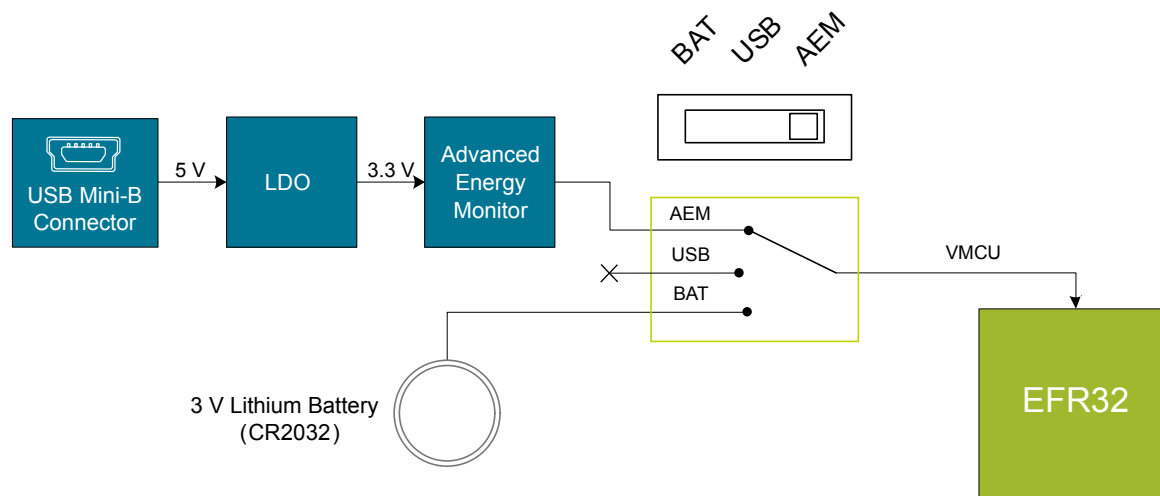 BAT
USB
AEM
USB Mini-B
Connector
5 V
LDO
3.3 V
Advanced
Energy
Monitor
AEM
USB
BAT
VMCU
3 V Lithium Battery
(CR2032)
EFR32